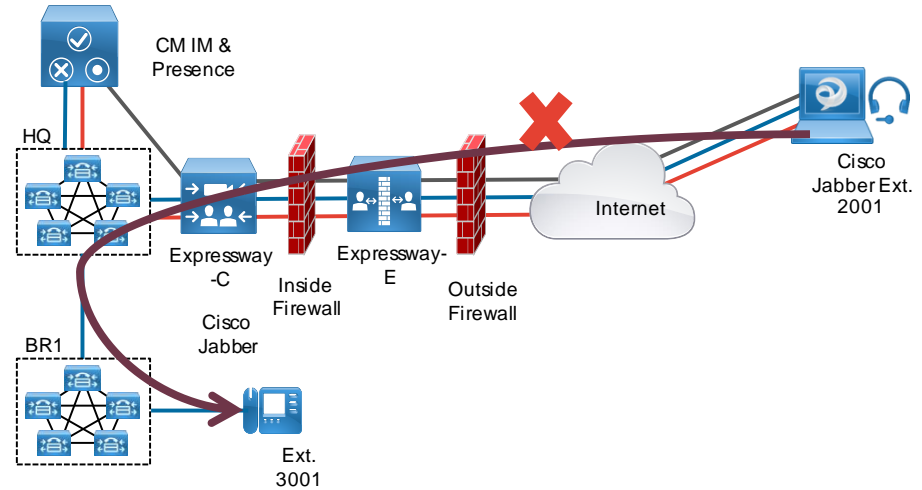 CM IM &
Presence
HQ
Internet
Cisco
Jabber Ext.
2001
Expressway
-C
Inside
Firewall
Expressway-
E
Outside
Firewall
Cisco
Jabber
BR1
Ext.
3001